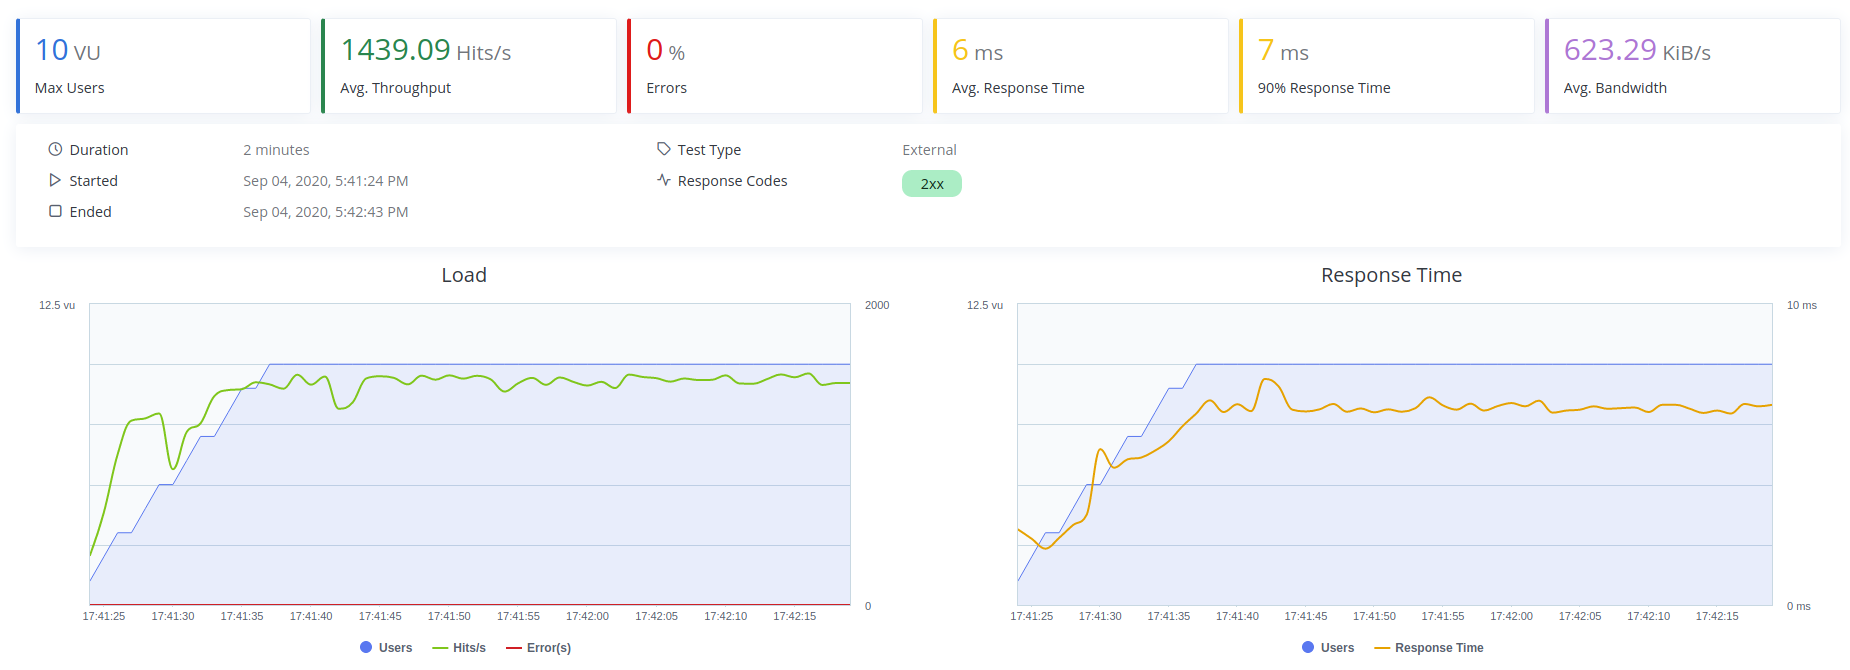 10 VU
Max Users
1439.09 Hits/s
Avg. Throughput
0 %
Errors
6 ms
Avg. Response Time
7 ms
90% Response Time
623.29 KiB/s
Avg. Bandwidth
Duration 2 minutes
Started Sep 04, 2020, 5:41:24 PM
Ended Sep 04, 2020, 5:42:43 PM
Test Type External
Response Codes 2xx
Load
12.5 vu 2000
0
17:41:25 17:41:30 17:41:35 17:41:40 17:41:45 17:41:50 17:41:55 17:42:00 17:42:05 17:42:10 17:42:15
Users Hits/s Error(s)
Response Time
12.5 vu 10 ms
0 ms
17:41:25 17:41:30 17:41:35 17:41:40 17:41:45 17:41:50 17:41:55 17:42:00 17:42:05 17:42:10 17:42:15
Users Response Time